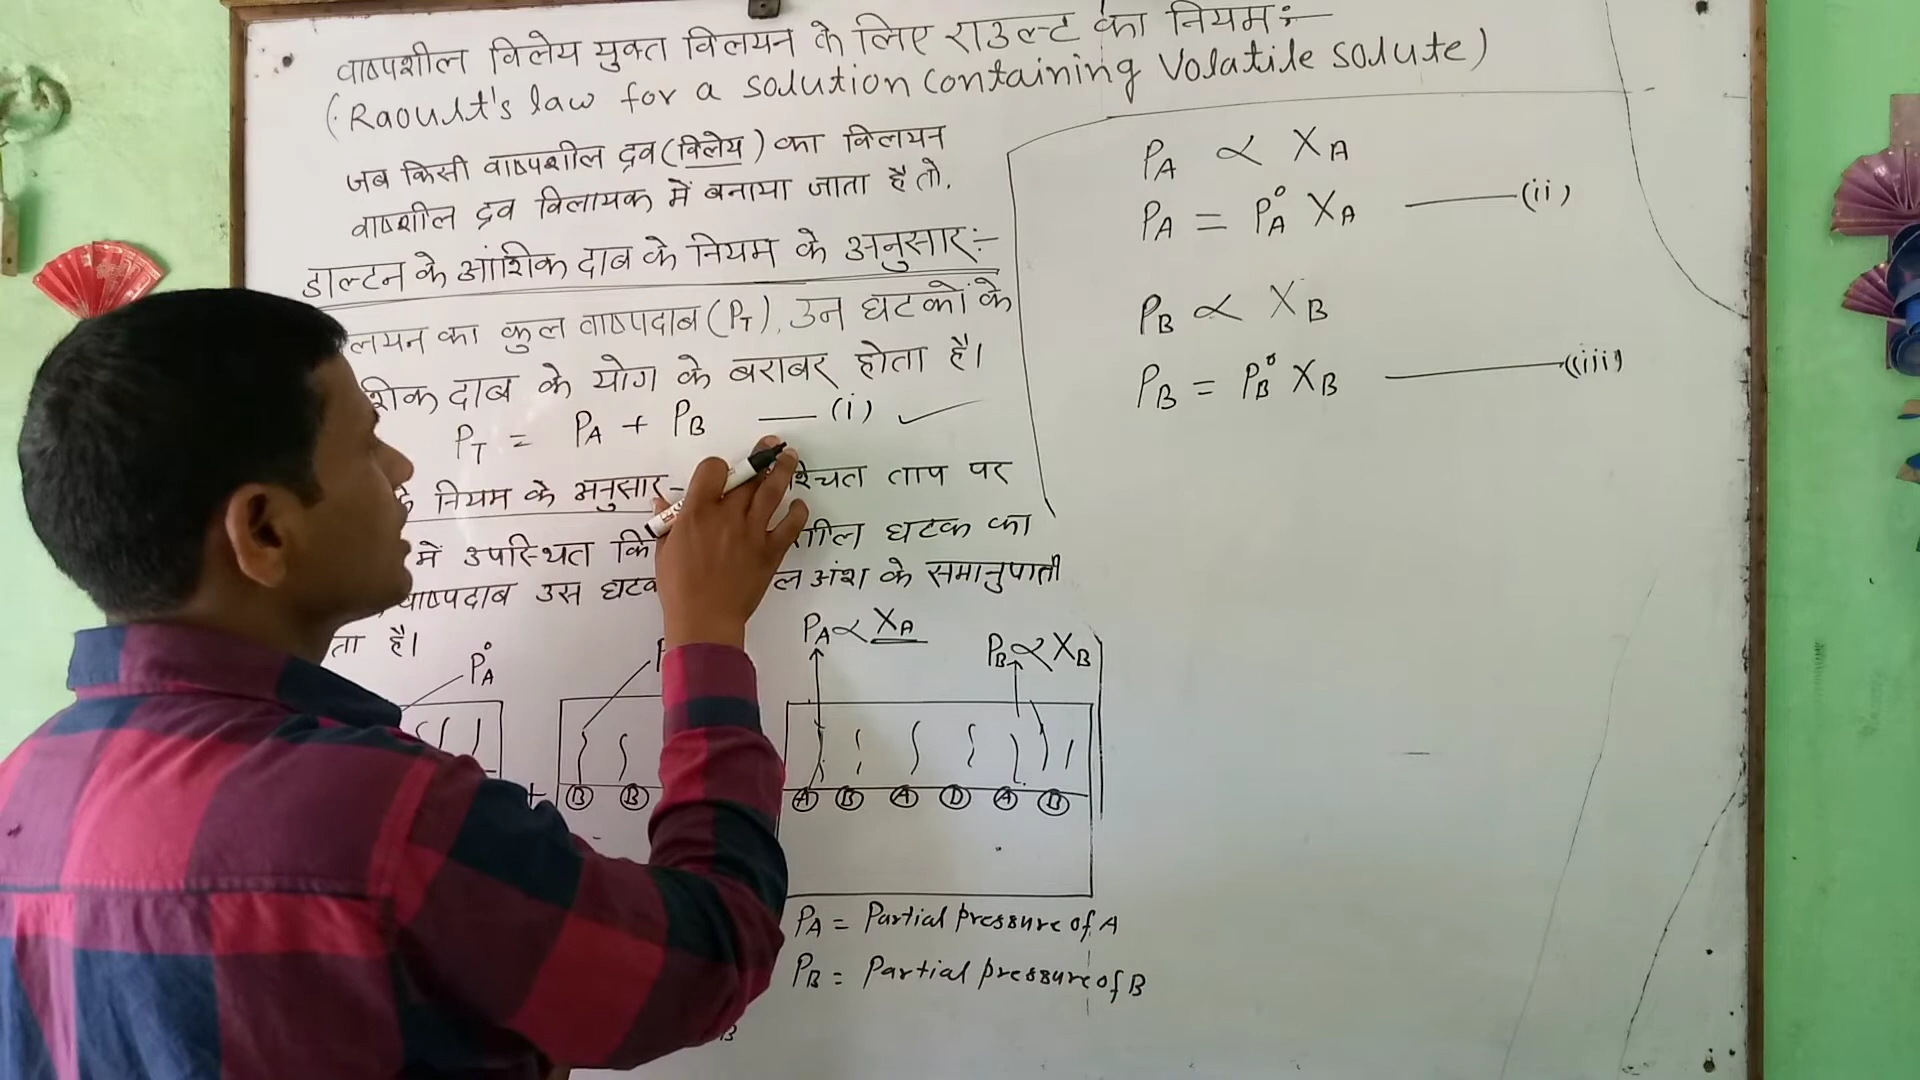 वाष्पशील विलेय युक्त विलयन के लिए राउल्ट का नियम:-
(Raoult's law for a solution containing Volatile solute)
जब किसी वाष्पशील द्रव (विलेय) का विलयन
वाष्शील द्रव विलायक में बनाया जाता है तो.
डाल्टन के आंशिक दाब के नियम के अनुसार:-
लयन का कुल वाष्पदाब (P_T), उन घटकों के
शिक दाब के योग के बराबर होता है।
P_T = P_A + P_B —— (i) ✓
के नियम के अनुसार-
श्चित ताप पर
में उपस्थित
शील घटक का
वाष्पदाब उस घटक
ल अंश के समानुपाती
ता है।
P°_A
P_A ∝ X_A
P_B ∝ X_B
+ B B
A B A D A B
P_A = Partial pressure of A
P_B = Partial pressure of B
B
P_A ∝ X_A
P_A = P°_A X_A —— (ii)
P_B ∝ X_B
P_B = P°_B X_B —— (iii)